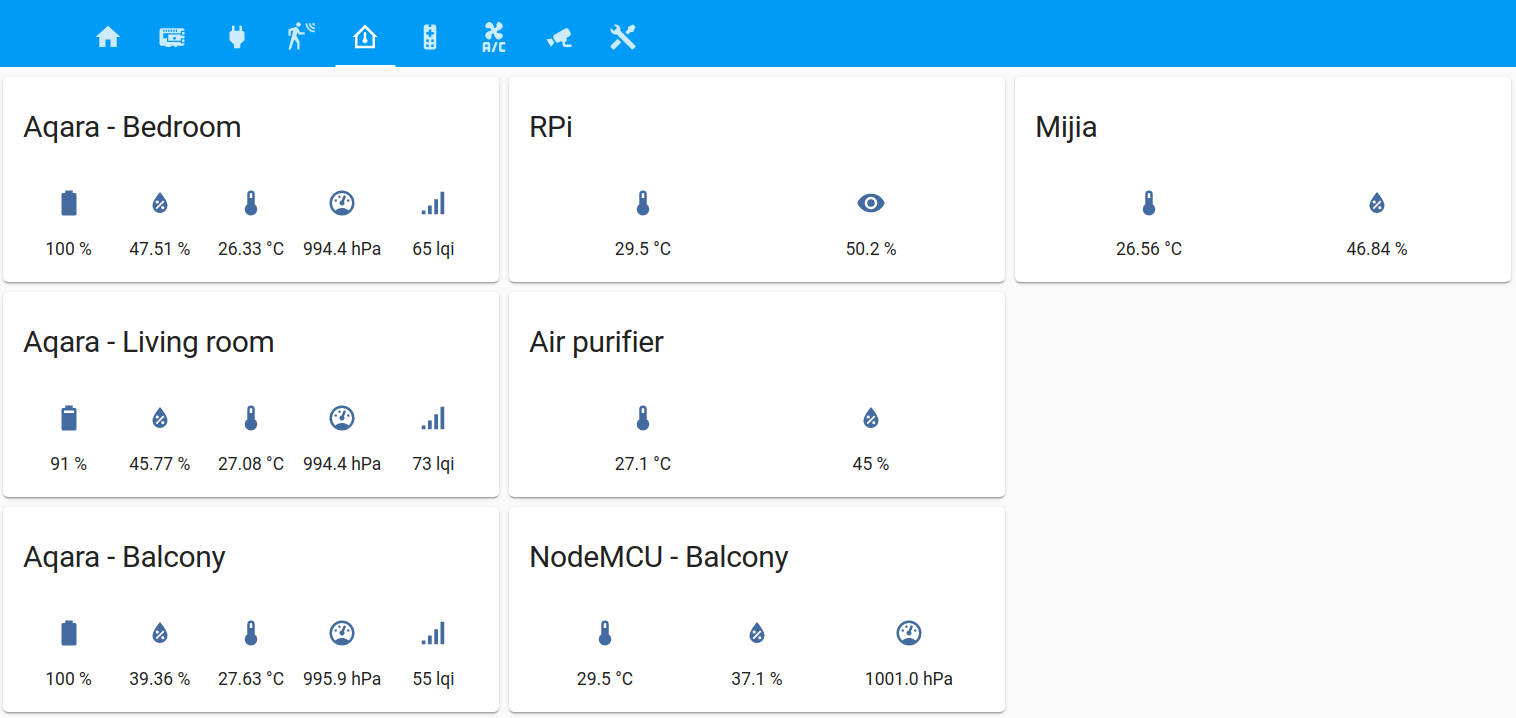 A/C
Aqara - Bedroom
100 % 47.51 % 26.33 °C 994.4 hPa 65 lqi
RPi
29.5 °C 50.2 %
Mijia
26.56 °C 46.84 %
Aqara - Living room
91 % 45.77 % 27.08 °C 994.4 hPa 73 lqi
Air purifier
27.1 °C 45 %
Aqara - Balcony
100 % 39.36 % 27.63 °C 995.9 hPa 55 lqi
NodeMCU - Balcony
29.5 °C 37.1 % 1001.0 hPa